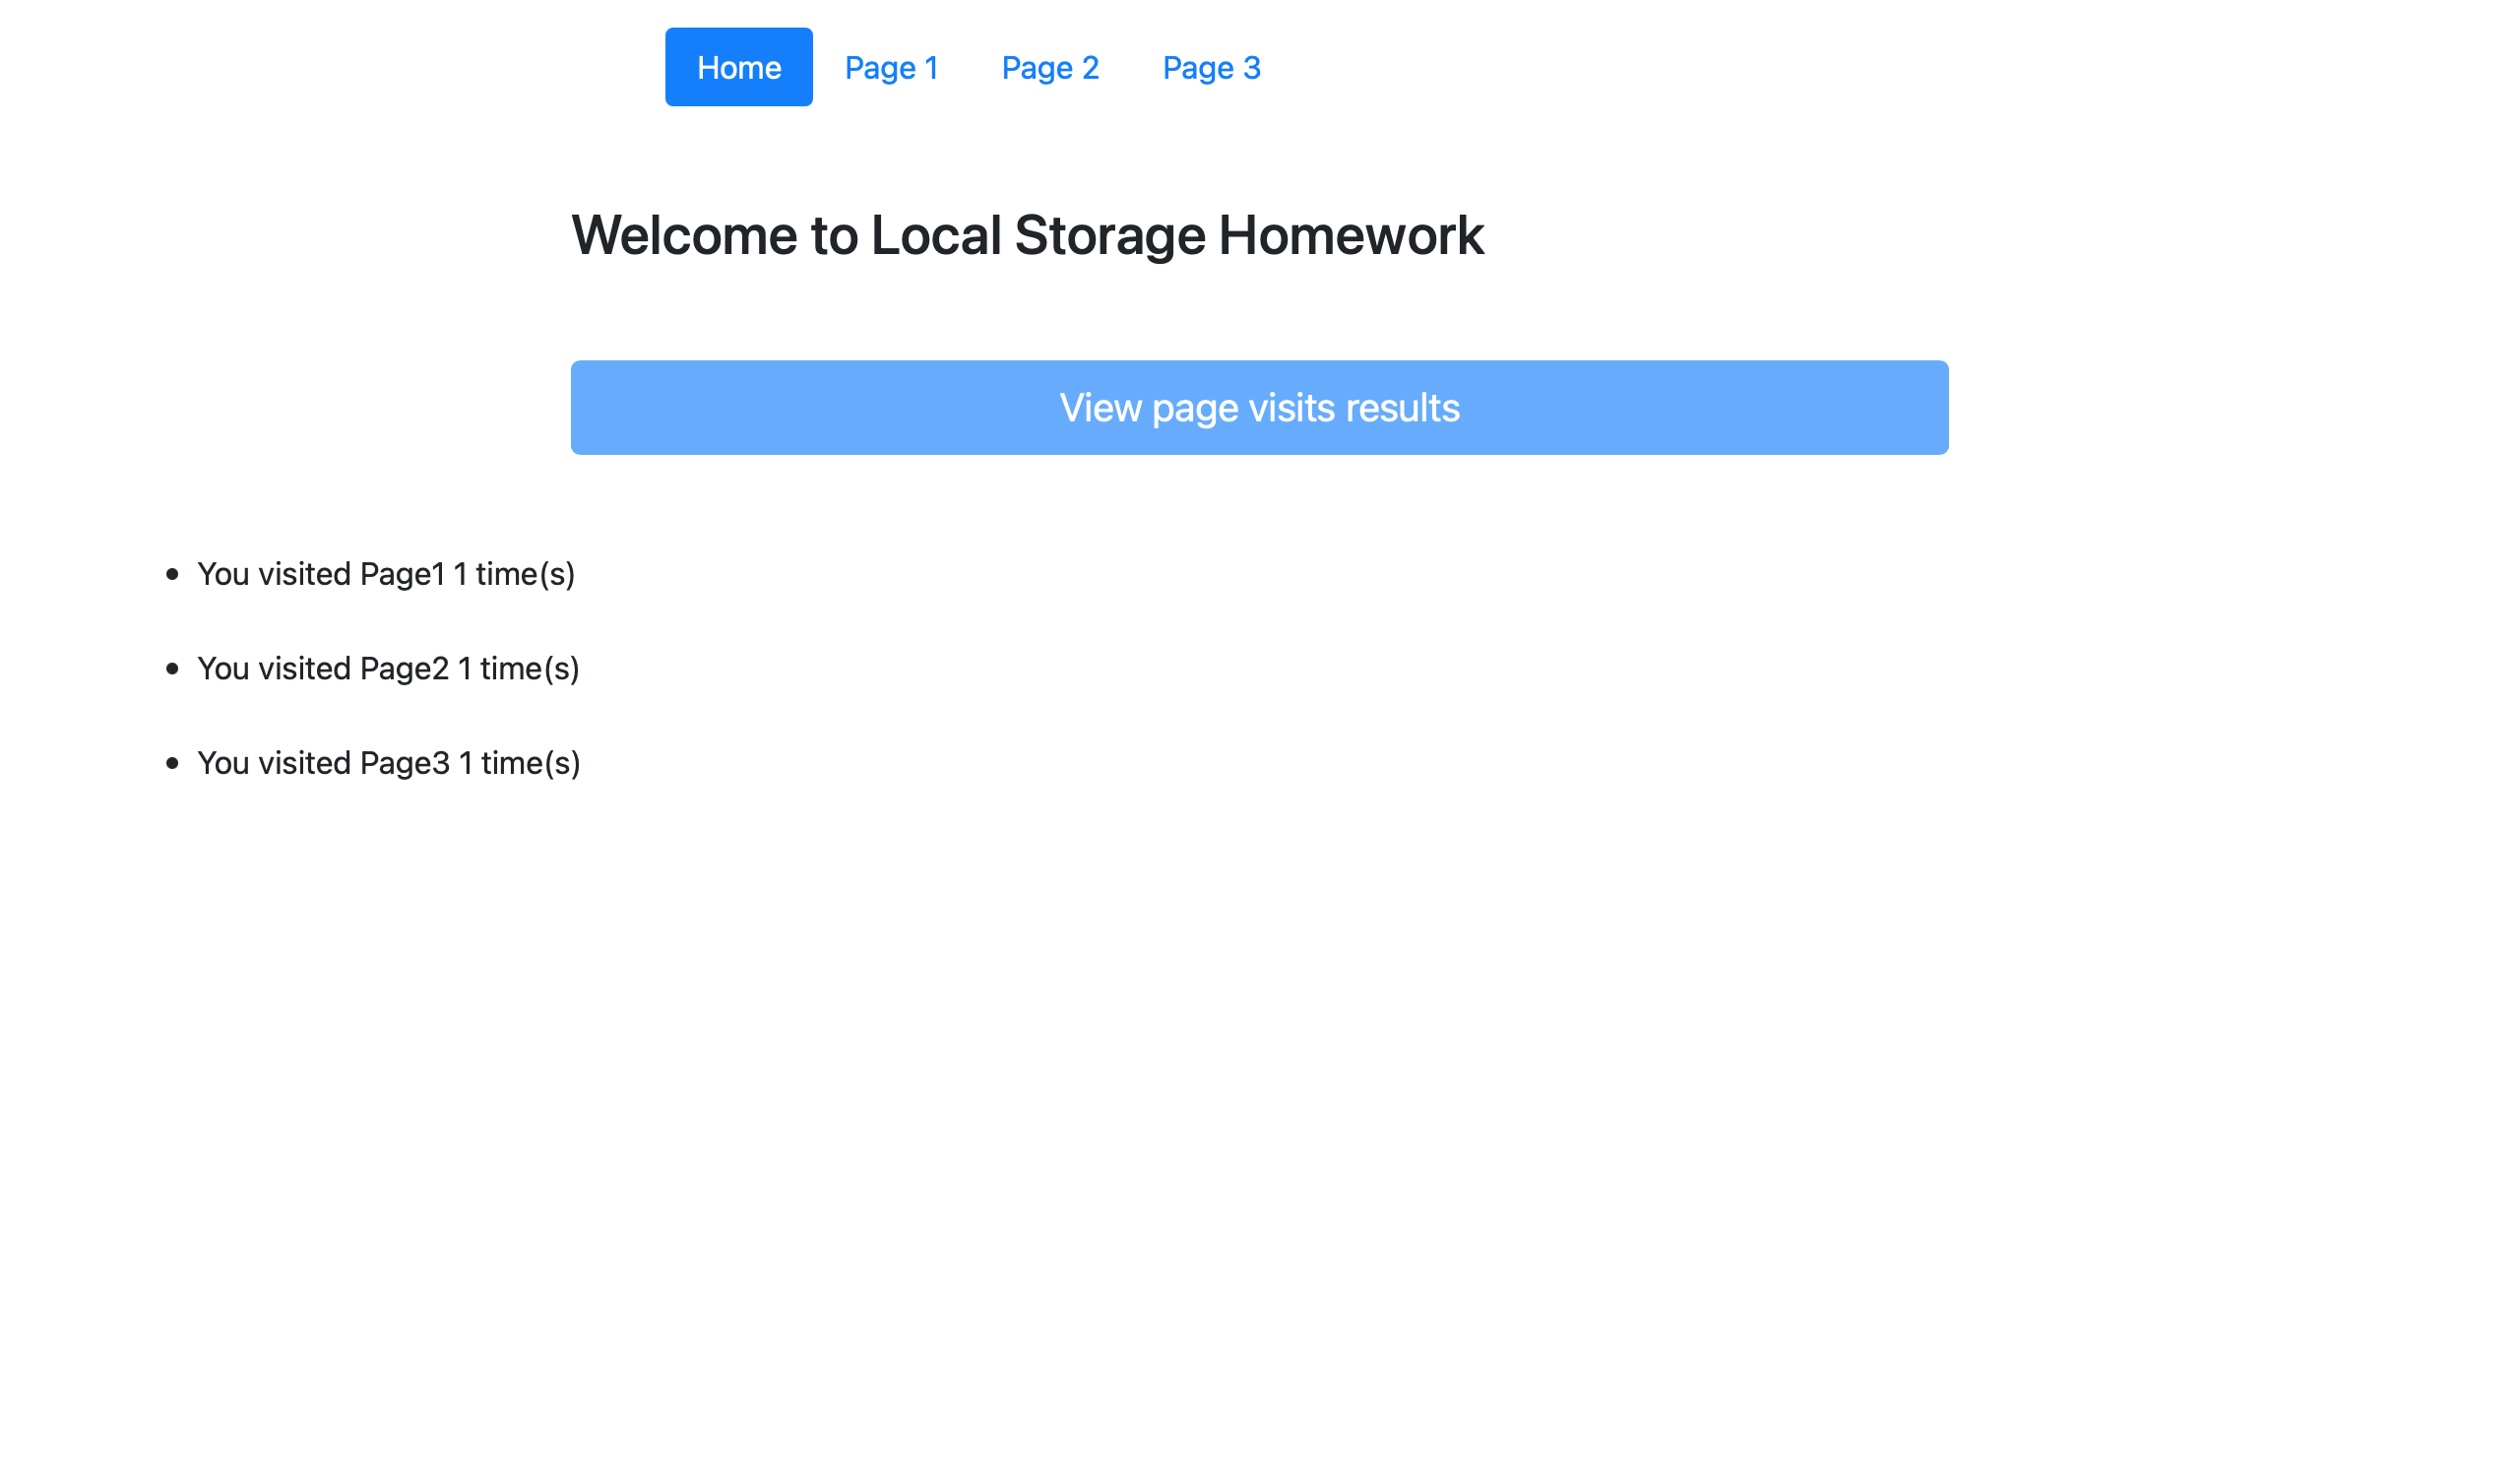 Home Page 1 Page 2 Page 3
Welcome to Local Storage Homework
View page visits results
You visited Page1 1 time(s)
You visited Page2 1 time(s)
You visited Page3 1 time(s)